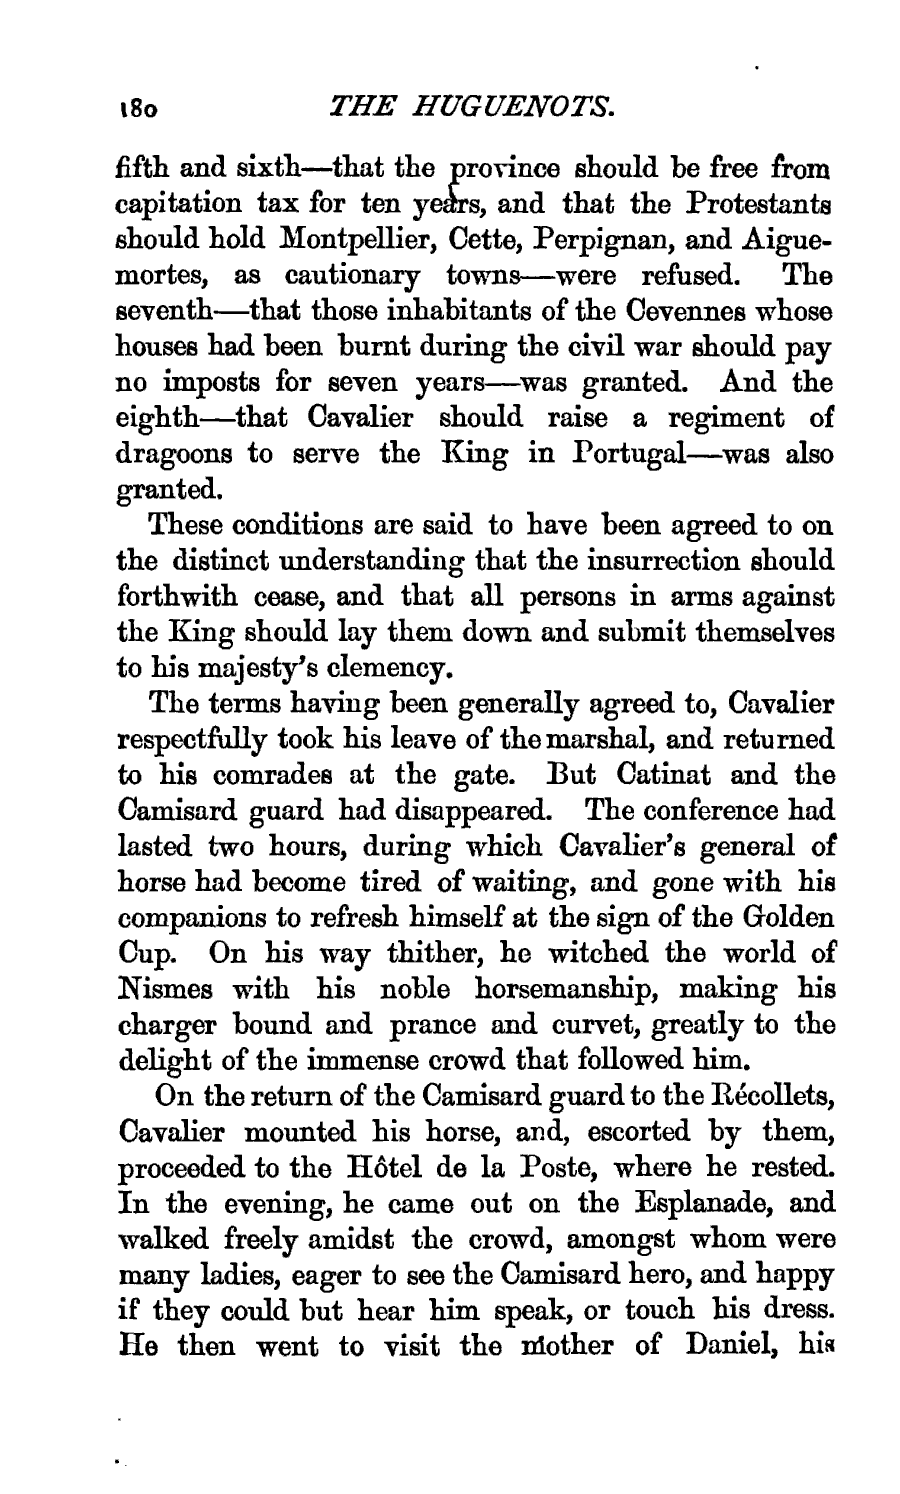 180 THE HUGUENOTS.
fifth and sixth—that the province should be free from
capitation tax for ten years, and that the Protestants
should hold Montpellier, Cette, Perpignan, and Aigue-
mortes, as cautionary towns—were refused. The
seventh—that those inhabitants of the Cevennes whose
houses had been burnt during the civil war should pay
no imposts for seven years—was granted. And the
eighth—that Cavalier should raise a regiment of
dragoons to serve the King in Portugal—was also
granted.
These conditions are said to have been agreed to on
the distinct understanding that the insurrection should
forthwith cease, and that all persons in arms against
the King should lay them down and submit themselves
to his majesty's clemency.
The terms having been generally agreed to, Cavalier
respectfully took his leave of the marshal, and returned
to his comrades at the gate. But Catinat and the
Camisard guard had disappeared. The conference had
lasted two hours, during which Cavalier's general of
horse had become tired of waiting, and gone with his
companions to refresh himself at the sign of the Golden
Cup. On his way thither, he witched the world of
Nismes with his noble horsemanship, making his
charger bound and prance and curvet, greatly to the
delight of the immense crowd that followed him.
On the return of the Camisard guard to the Récollets,
Cavalier mounted his horse, and, escorted by them,
proceeded to the Hôtel de la Poste, where he rested.
In the evening, he came out on the Esplanade, and
walked freely amidst the crowd, amongst whom were
many ladies, eager to see the Camisard hero, and happy
if they could but hear him speak, or touch his dress.
He then went to visit the mother of Daniel, his